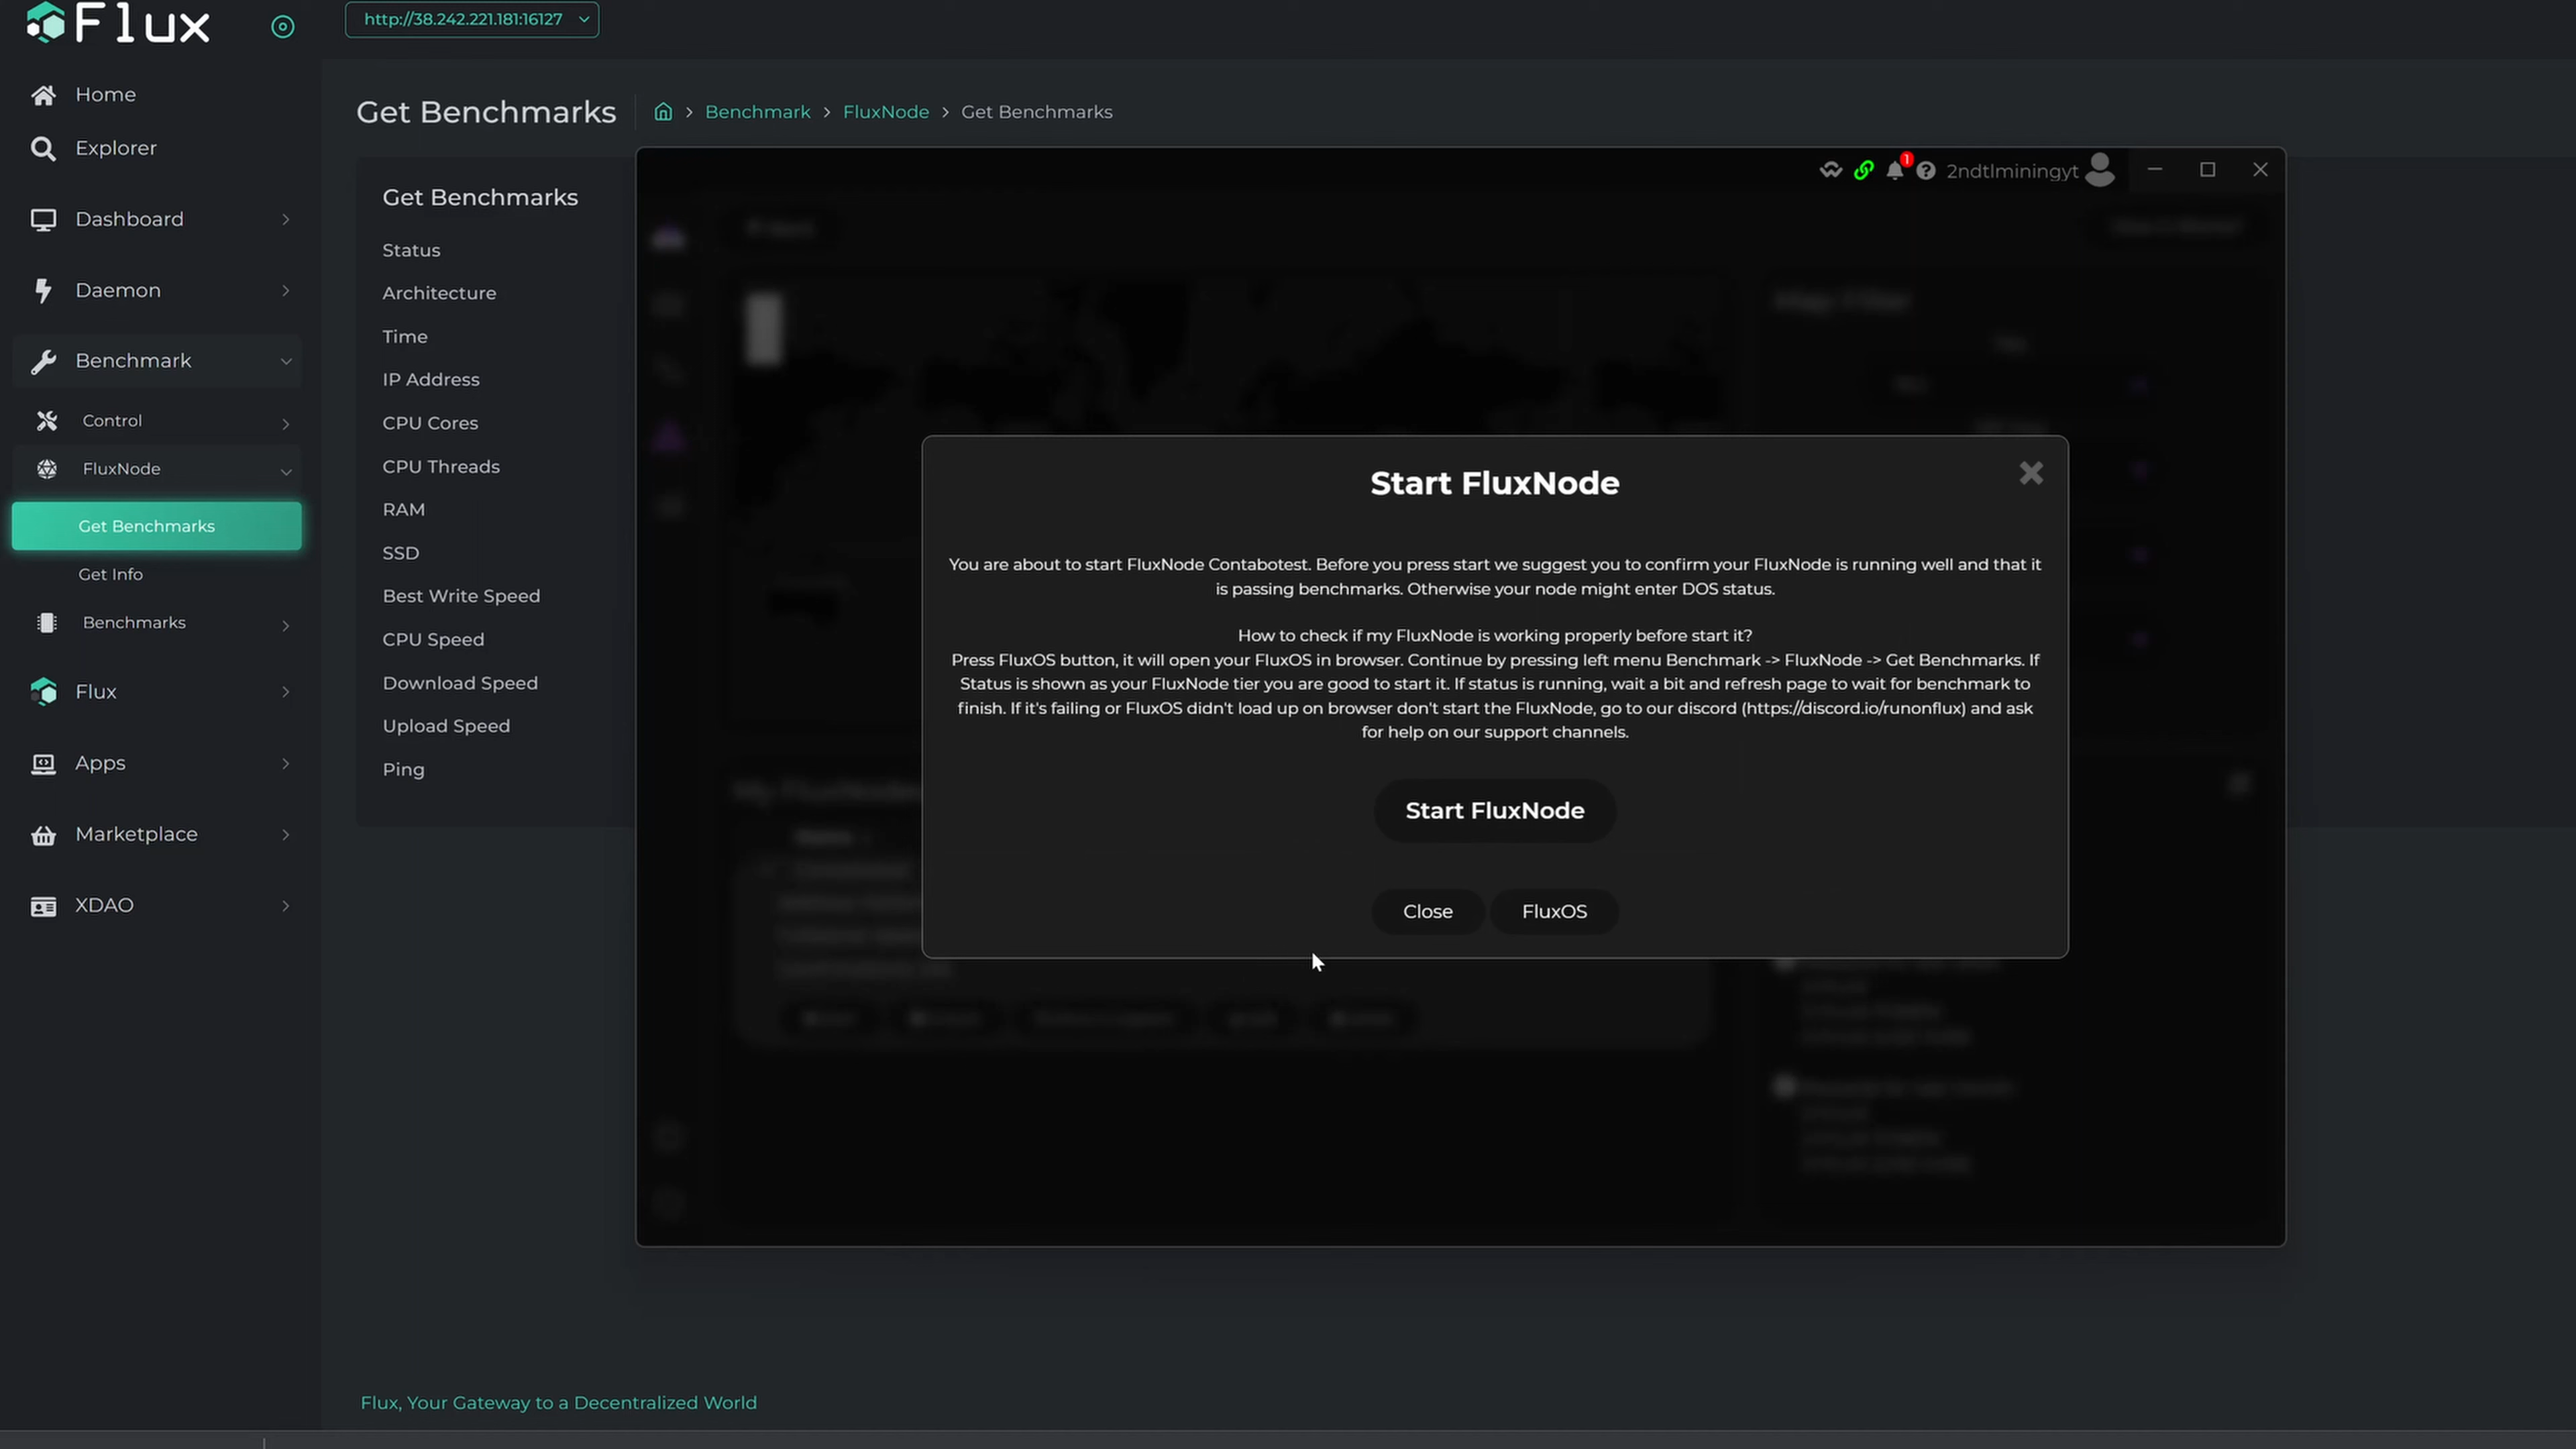 Flux
http://38.242.221.181:16127
Home
Explorer
Dashboard
Daemon
Benchmark
Control
FluxNode
Get Benchmarks
Get Info
Benchmarks
Flux
Apps
Marketplace
XDAO
Get Benchmarks
Benchmark > FluxNode > Get Benchmarks
Get Benchmarks
Status
Architecture
Time
IP Address
CPU Cores
CPU Threads
RAM
SSD
Best Write Speed
CPU Speed
Download Speed
Upload Speed
Ping
1
2ndtlminingyt
Start FluxNode
You are about to start FluxNode Contabotest. Before you press start we suggest you to confirm your FluxNode is running well and that it
is passing benchmarks. Otherwise your node might enter DOS status.
How to check if my FluxNode is working properly before start it?
Press FluxOS button, it will open your FluxOS in browser. Continue by pressing left menu Benchmark -> FluxNode -> Get Benchmarks. If
Status is shown as your FluxNode tier you are good to start it. If status is running, wait a bit and refresh page to wait for benchmark to
finish. If it's failing or FluxOS didn't load up on browser don't start the FluxNode, go to our discord (https://discord.io/runonflux) and ask
for help on our support channels.
Start FluxNode
Close
FluxOS
My FluxNodes
Flux, Your Gateway to a Decentralized World